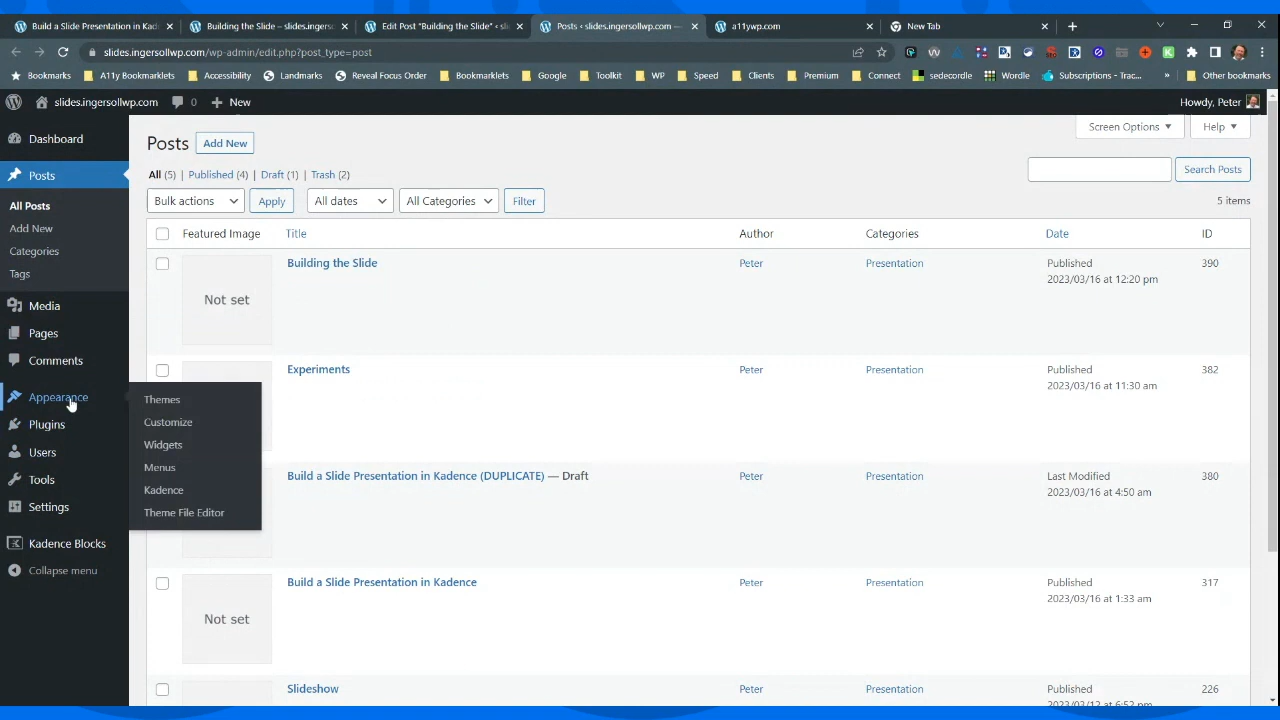 Build a Slide Presentation in Kade
Building the Slide – slides.ingers
Edit Post "Building the Slide" ‹ sl
Posts ‹ slides.ingersollwp.com —
a11ywp.com
New Tab
slides.ingersollwp.com/wp-admin/edit.php?post_type=post
Bookmarks
A11y Bookmarklets
Accessibility
Landmarks
Reveal Focus Order
Bookmarklets
Google
Toolkit
WP
Speed
Clients
Premium
Connect
sedecordle
Wordle
Subscriptions - Trac...
»
Other bookmarks
slides.ingersollwp.com
0
New
Howdy, Peter
Dashboard
Posts
All Posts
Add New
Categories
Tags
Media
Pages
Comments
Appearance
Plugins
Users
Tools
Settings
Kadence Blocks
Collapse menu
Themes
Customize
Widgets
Menus
Kadence
Theme File Editor
Posts Add New
Screen Options
Help
All (5) | Published (4) | Draft (1) | Trash (2)
Search Posts
Bulk actions Apply All dates All Categories Filter
5 items
Featured Image Title Author Categories Date ID
Not set
Building the Slide Peter Presentation Published 390
2023/03/16 at 12:20 pm
Experiments Peter Presentation Published 382
2023/03/16 at 11:30 am
Build a Slide Presentation in Kadence (DUPLICATE) — Draft Peter Presentation Last Modified 380
2023/03/16 at 4:50 am
Build a Slide Presentation in Kadence Peter Presentation Published 317
2023/03/16 at 1:33 am
Not set
Slideshow Peter Presentation Published 226
2023/03/12 at 6:52 pm